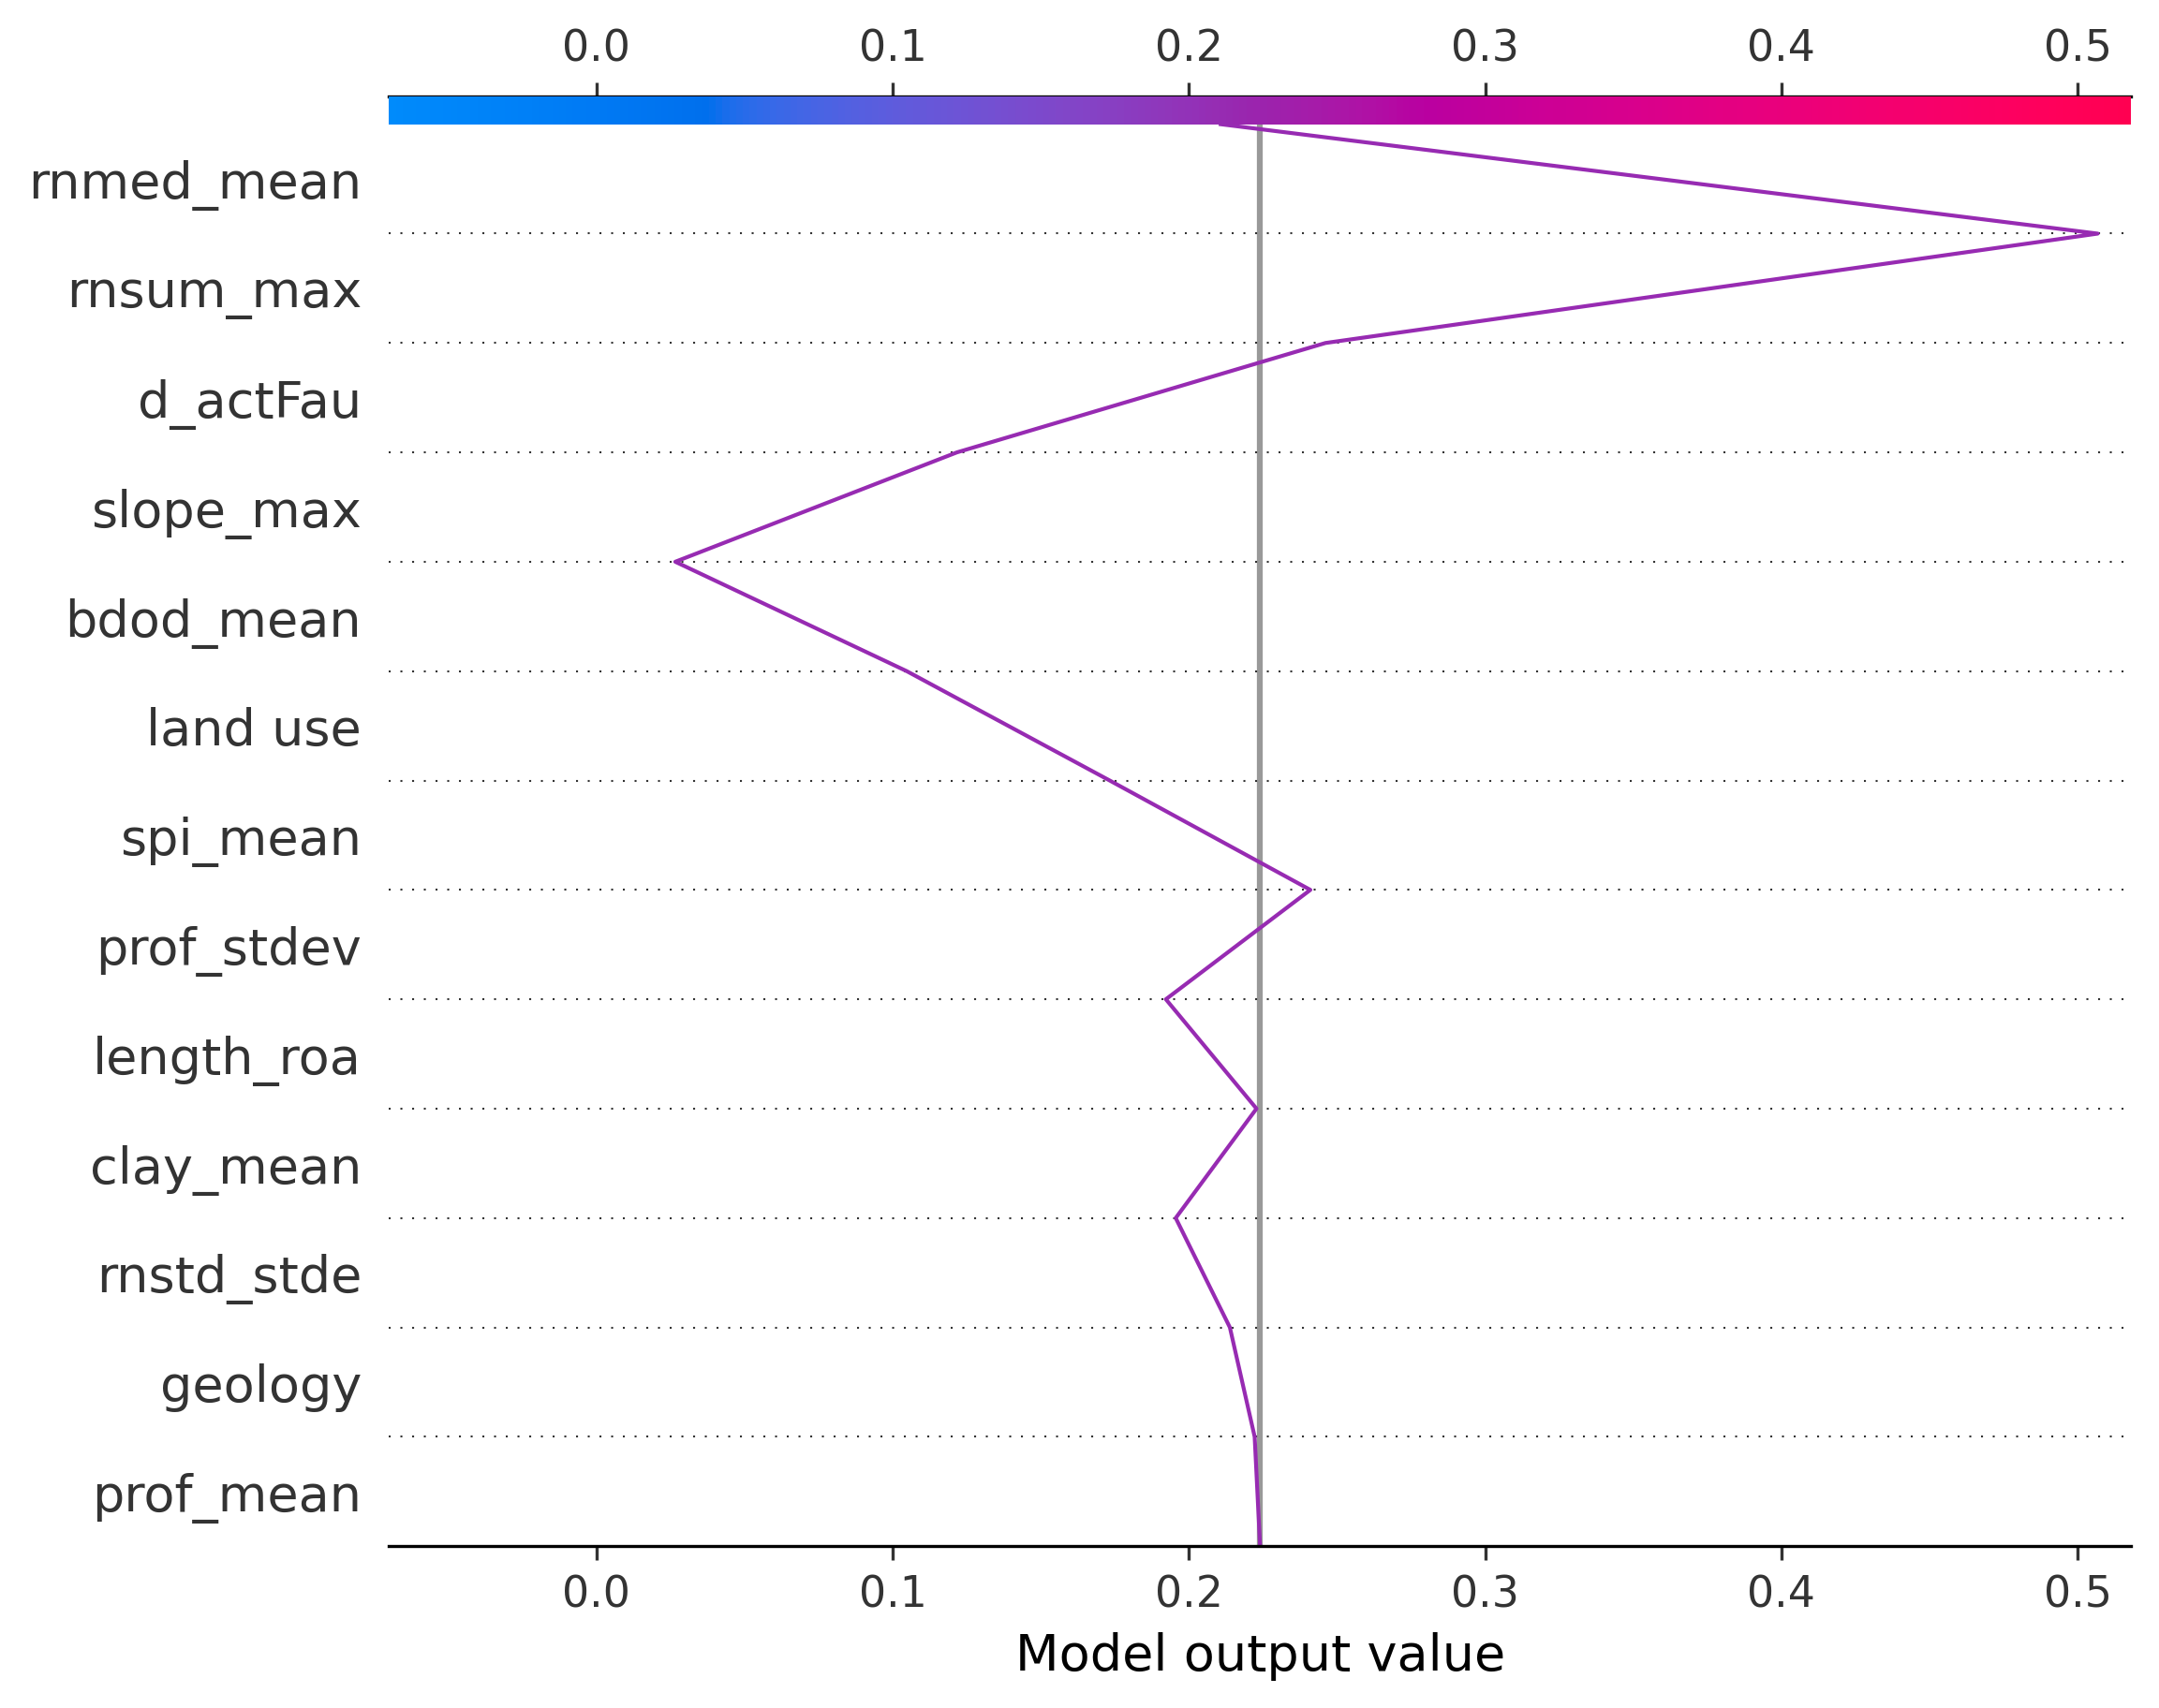 0.0 0.1 0.2 0.3 0.4 0.5
rnmed_mean
rnsum_max
d_actFau
slope_max
bdod_mean
land use
spi_mean
prof_stdev
length_roa
clay_mean
rnstd_stde
geology
prof_mean
0.0 0.1 0.2 0.3 0.4 0.5
Model output value